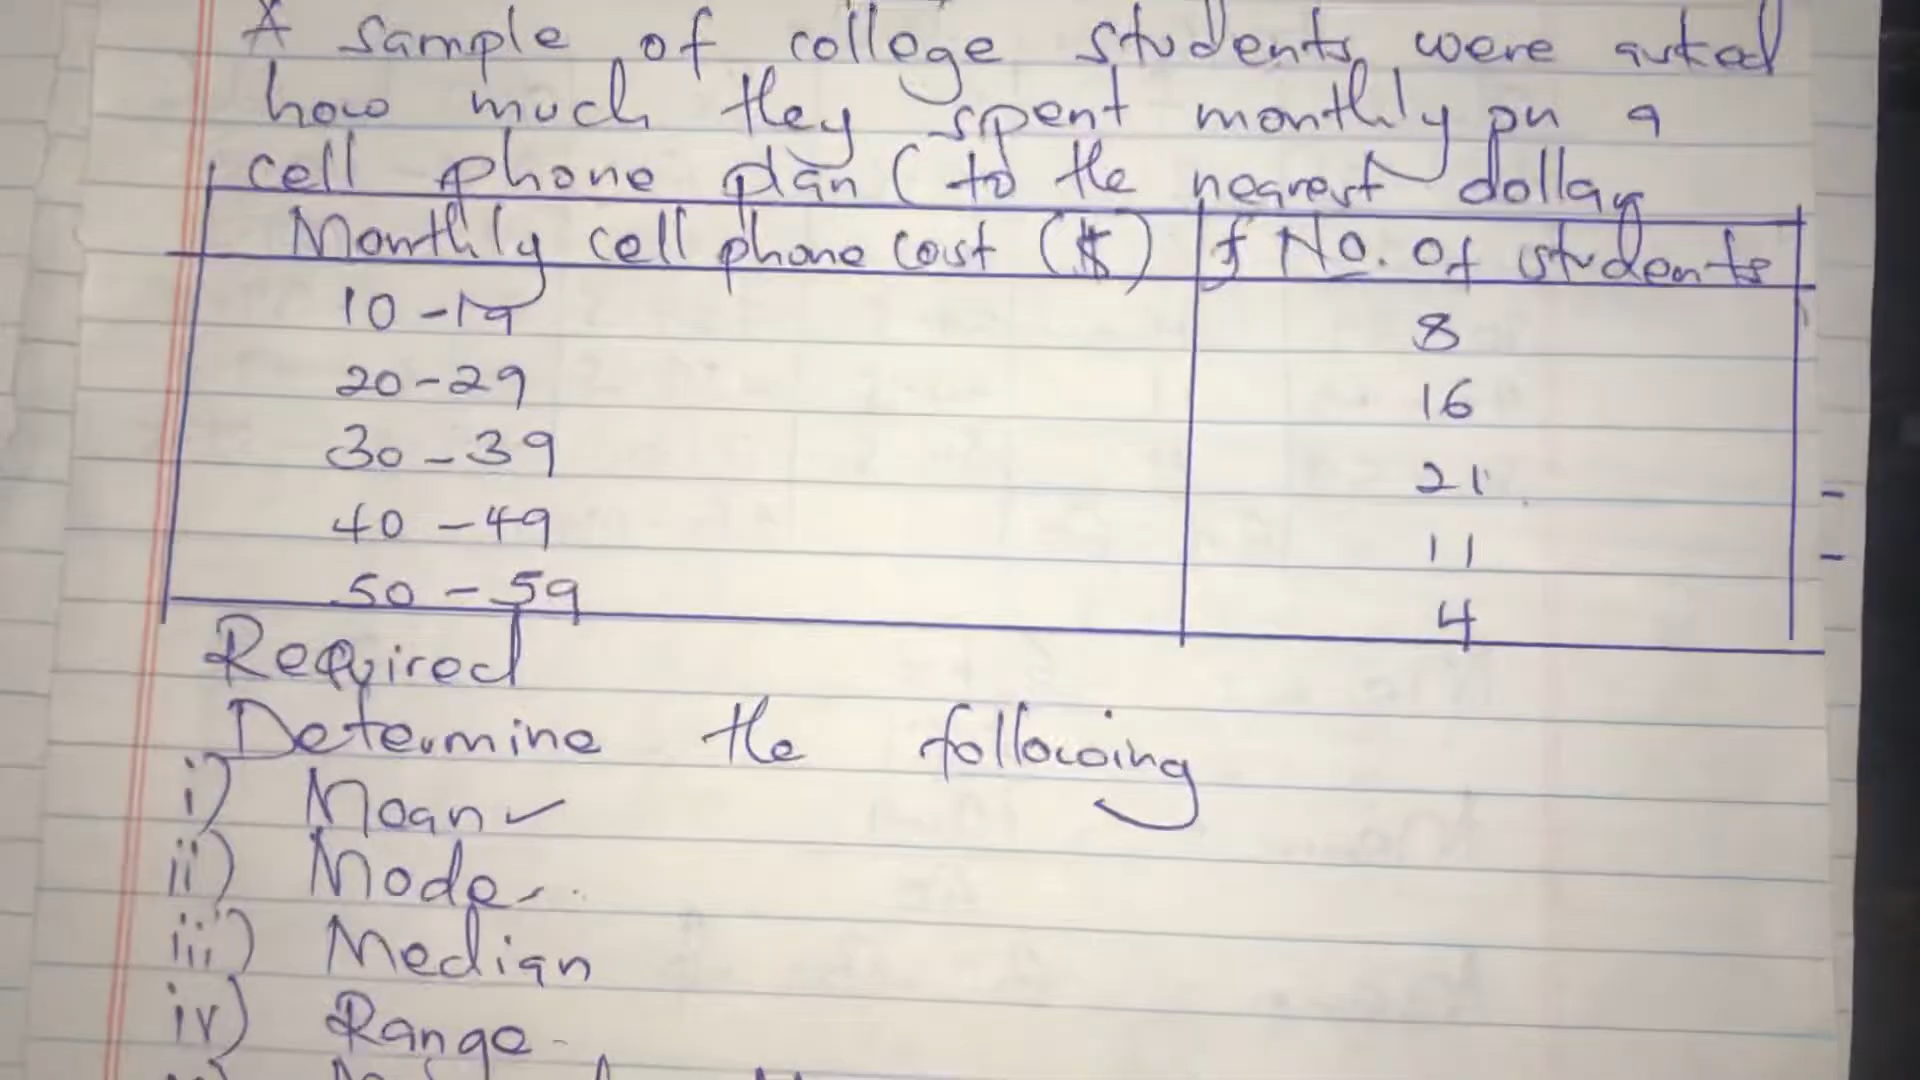 A sample of college students were asked
how much they spent monthly on a
cell phone plan (to the nearest dollar
Monthly cell phone cost ($) f No. Of students
10 - 19 8
20 - 29 16
30 - 39 21
40 - 49 11
50 - 59 4
Required
Determine the following
i) Mean
ii) Mode
iii) Median
iv) Range